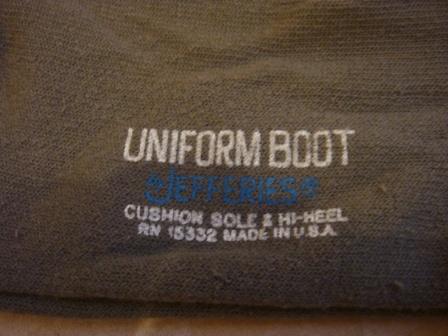 UNIFORM BOOT
JEFFERIES®
CUSHION SOLE & HI-HEEL
RN 15332 MADE IN U.S.A.